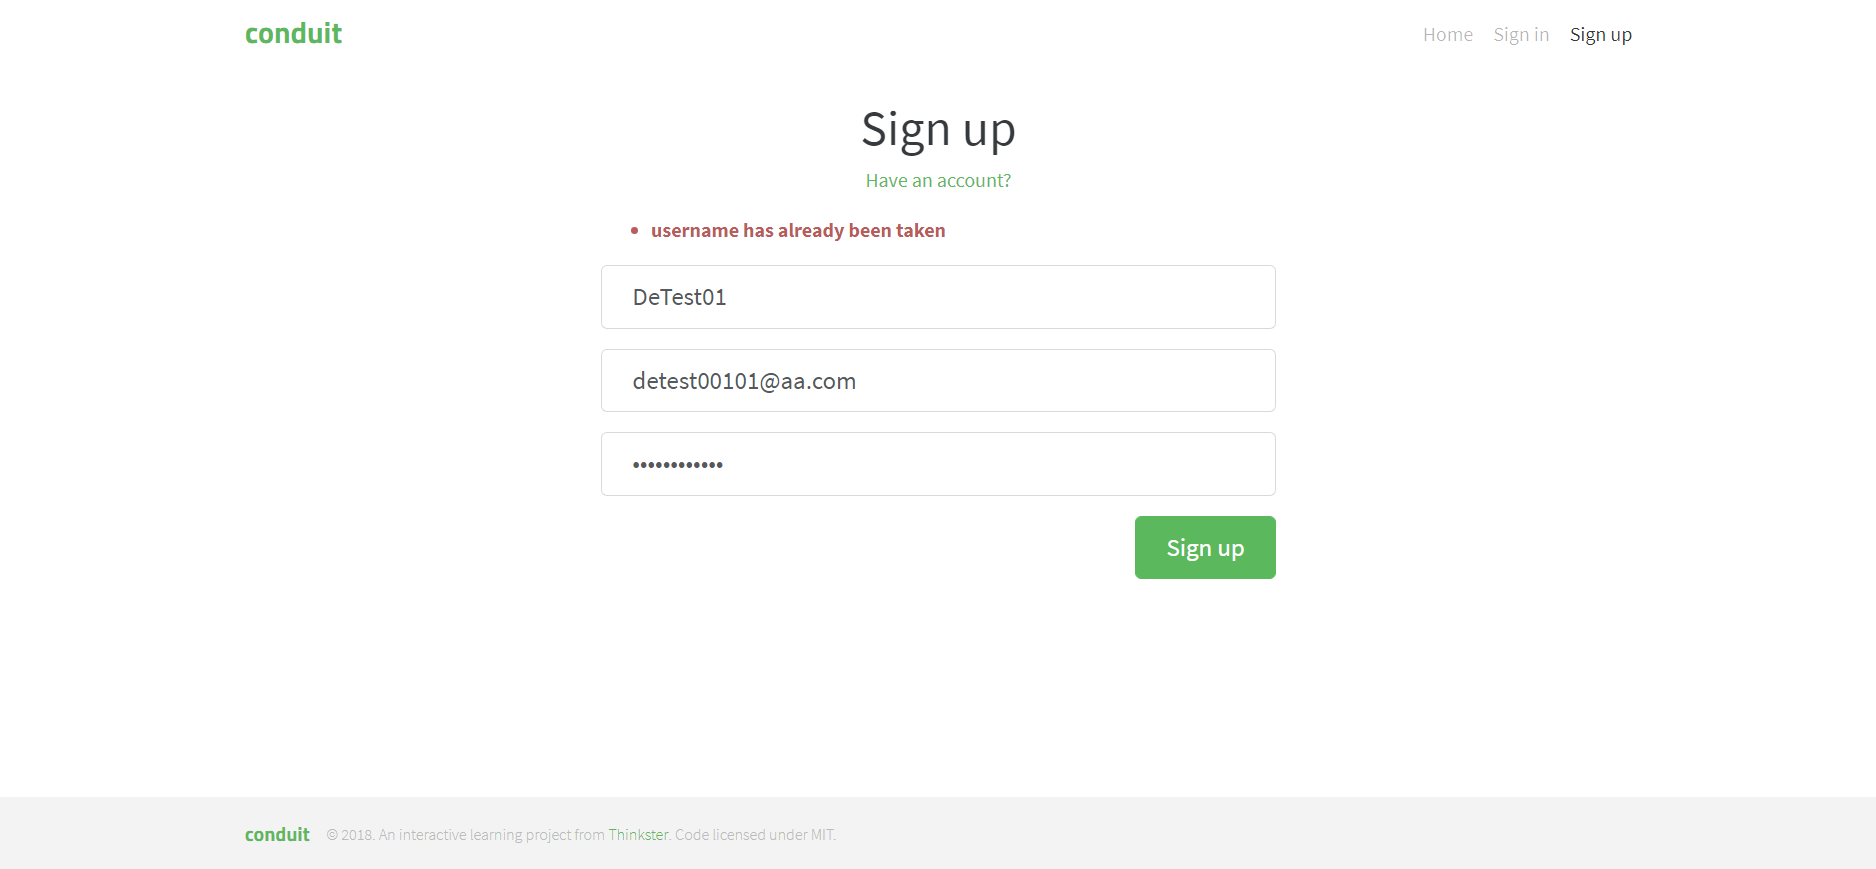 conduit
Home Sign in Sign up
Sign up
Have an account?
• username has already been taken
DeTest01
detest00101@aa.com
••••••••••••
Sign up
conduit © 2018. An interactive learning project from Thinkster. Code licensed under MIT.